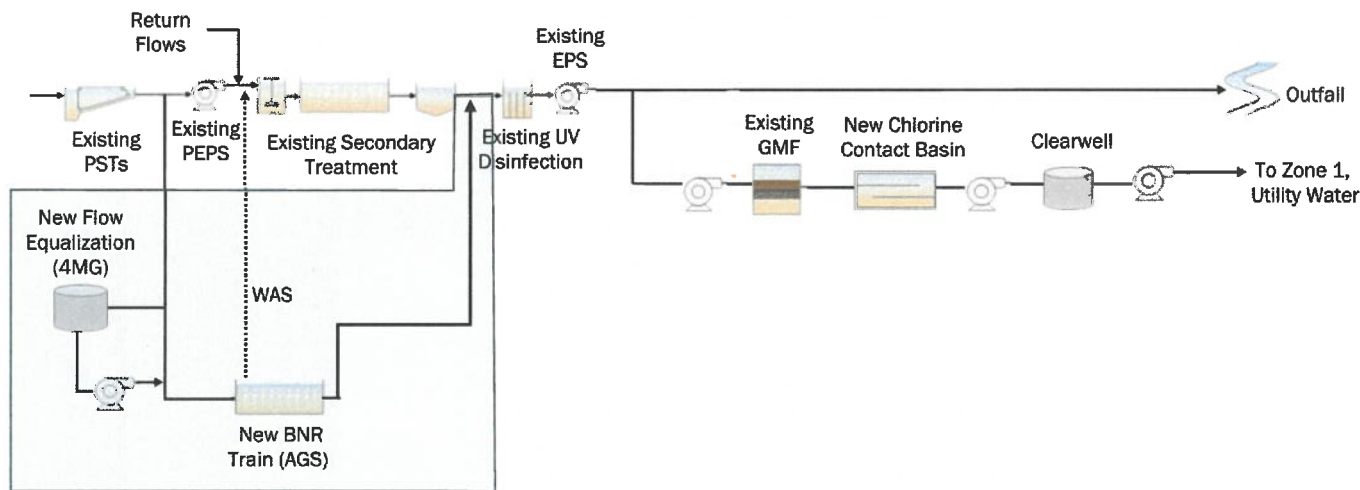 Return
Flows
Existing
PSTs
Existing
PEPS
Existing Secondary
Treatment
Existing UV
Disinfection
Existing
EPS
Outfall
Existing
GMF
New Chlorine
Contact Basin
Clearwell
To Zone 1,
Utility Water
New Flow
Equalization
(4MG)
WAS
New BNR
Train (AGS)